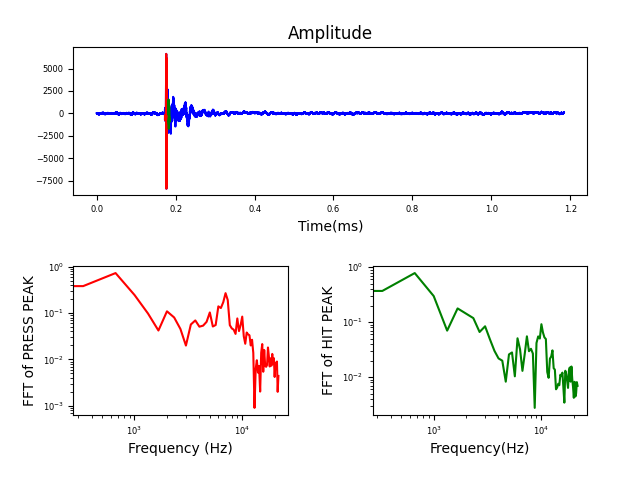 Amplitude
5000
2500
0
−2500
−5000
−7500
0.0 0.2 0.4 0.6 0.8 1.0 1.2
Time(ms)
FFT of PRESS PEAK
10⁰
10⁻¹
10⁻²
10⁻³
10³ 10⁴
Frequency (Hz)
FFT of HIT PEAK
10⁰
10⁻¹
10⁻²
10³ 10⁴
Frequency(Hz)